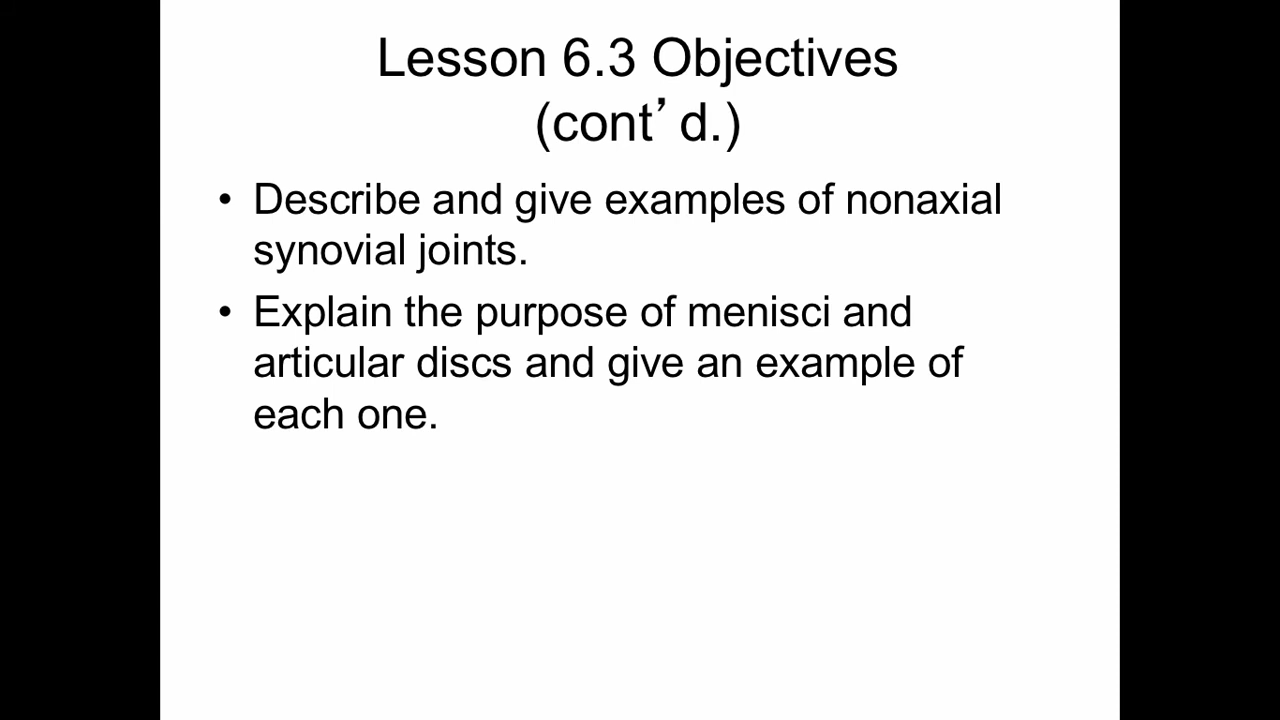 Lesson 6.3 Objectives
(cont’d.)
• Describe and give examples of nonaxial
synovial joints.
• Explain the purpose of menisci and
articular discs and give an example of
each one.